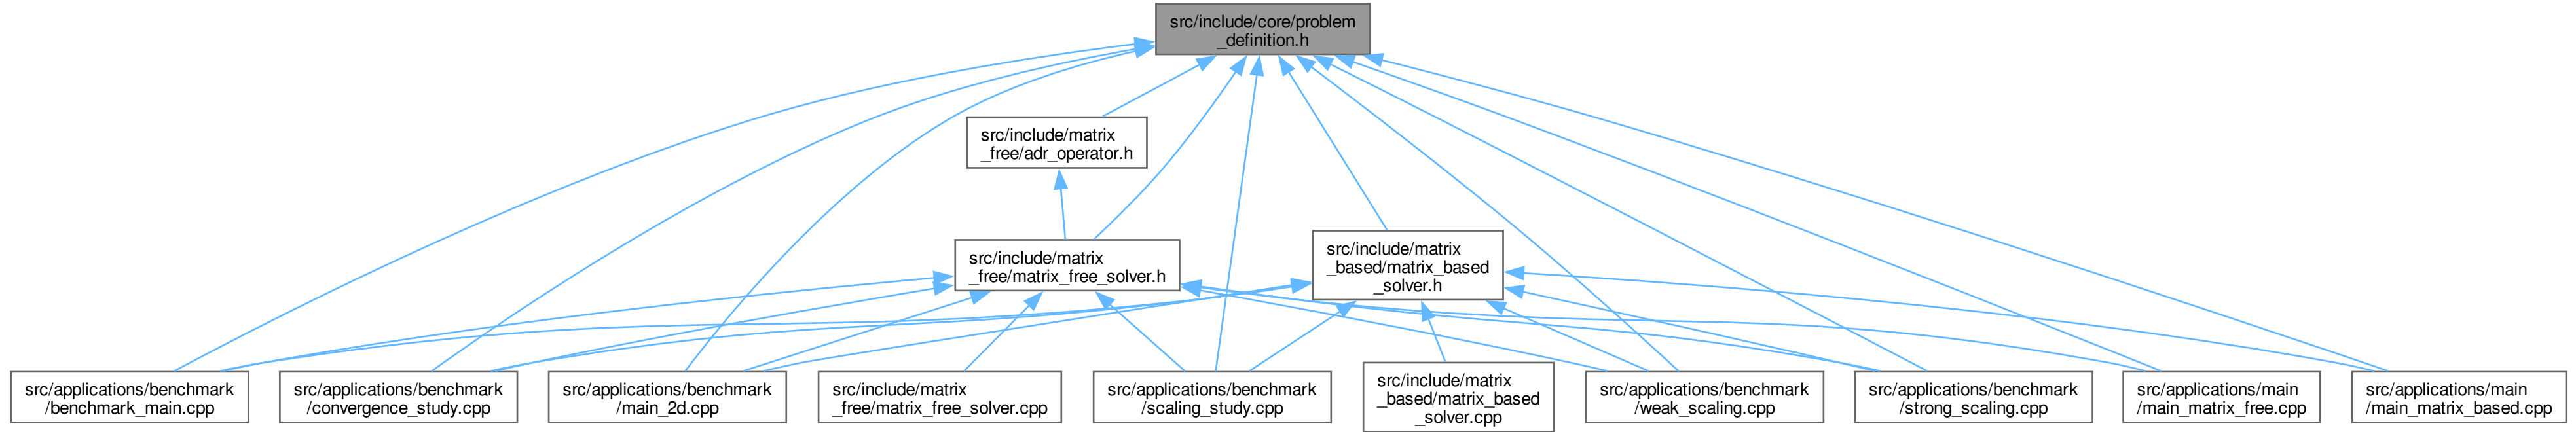 src/include/core/problem
_definition.h
src/include/matrix
_free/adr_operator.h
src/include/matrix
_free/matrix_free_solver.h
src/include/matrix
_based/matrix_based
_solver.h
src/applications/benchmark
/benchmark_main.cpp
src/applications/benchmark
/convergence_study.cpp
src/applications/benchmark
/main_2d.cpp
src/include/matrix
_free/matrix_free_solver.cpp
src/applications/benchmark
/scaling_study.cpp
src/include/matrix
_based/matrix_based
_solver.cpp
src/applications/benchmark
/weak_scaling.cpp
src/applications/benchmark
/strong_scaling.cpp
src/applications/main
/main_matrix_free.cpp
src/applications/main
/main_matrix_based.cpp